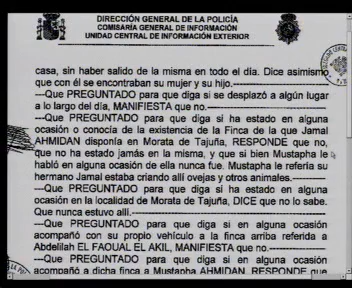 DIRECCIÓN GENERAL DE LA POLICÍA
COMISARÍA GENERAL DE INFORMACIÓN
UNIDAD CENTRAL DE INFORMACIÓN EXTERIOR
casa, sin haber salido de la misma en todo el día. Dice asimismo,
que con él se encontraban su mujer y su hijo.---
---Que PREGUNTADO para que diga si se desplazó a algún lugar
a lo largo del día, MANIFIESTA que no.---
---Que PREGUNTADO para que diga si ha estado en alguna
ocasión o conocía de la existencia de la Finca de la que Jamal
AHMIDAN disponía en Morata de Tajuña, RESPONDE que no,
que no ha estado jamás en la misma, y que si bien Mustapha le
habló en alguna ocasión de ella nunca fue. Mustapha le refería su
hermano Jamal estaba criando allí ovejas y otros animales.---
---Que PREGUNTADO para que diga si ha estado en alguna
ocasión en la localidad de Morata de Tajuña, DICE que no lo sabe.
Que nunca estuvo allí.---
---Que PREGUNTADO para que diga si en alguna ocasión
acompañó con su propio vehículo a la finca arriba referida a
Abdelilah EL FAOUAL EL AKIL, MANIFIESTA que no.---
---Que PREGUNTADO para que diga si en alguna ocasión
acompañó a dicha finca a Mustapha AHMIDAN, RESPONDE que